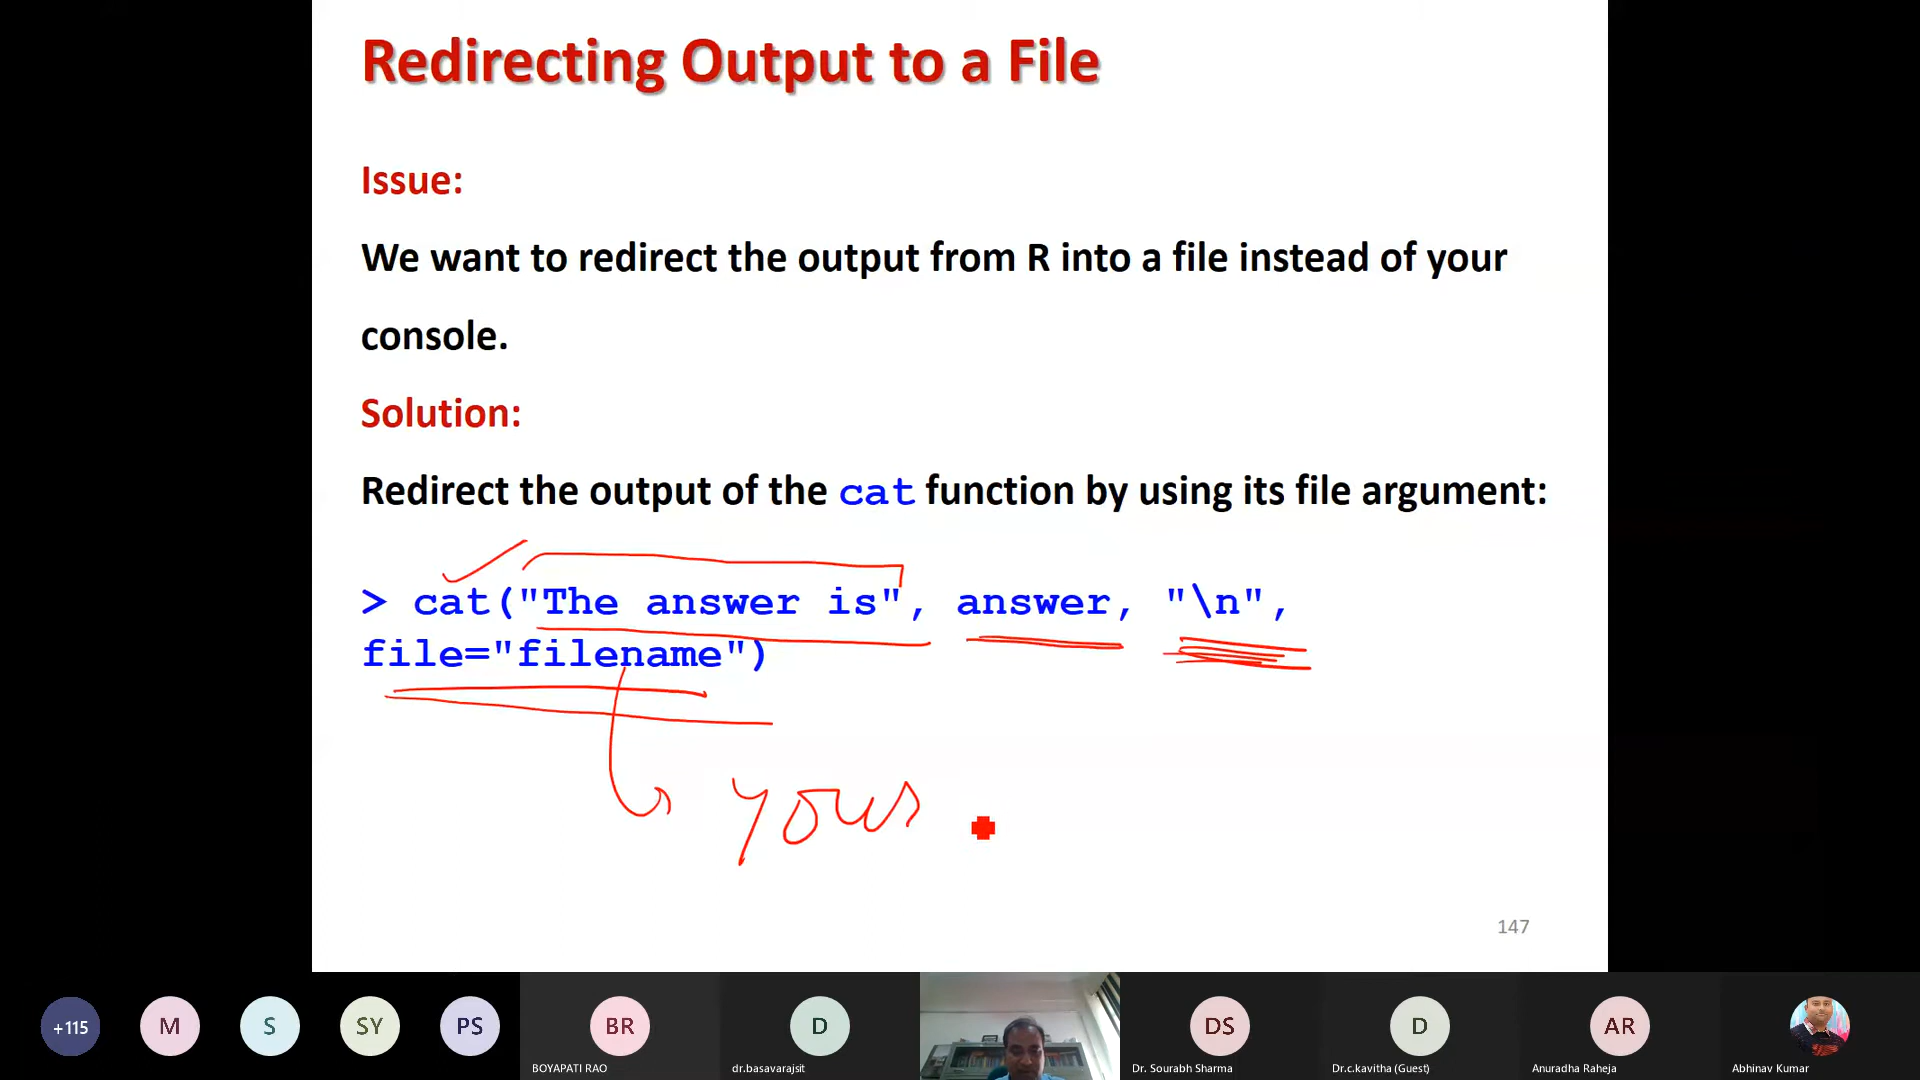 Redirecting Output to a File
Issue:
We want to redirect the output from R into a file instead of your
console.
Solution:
Redirect the output of the cat function by using its file argument:
> cat("The answer is", answer, "\n",
file="filename")
your
147
+115
M
S
SY
PS
BR
D
DS
D
AR
BOYAPATI RAO
dr.basavarajsit
Dr. Sourabh Sharma
Dr.c.kavitha (Guest)
Anuradha Raheja
Abhinav Kumar